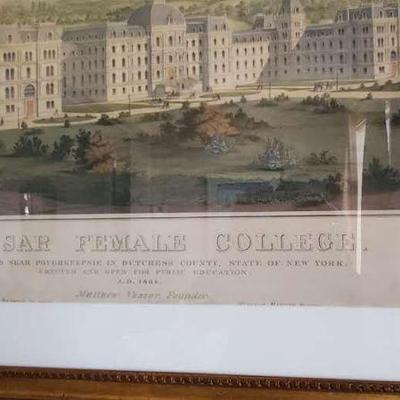 SAR FEMALE COLLEGE.
NEAR POUGHKEEPSIE IN DUTCHESS COUNTY, STATE OF NEW YORK.
ERECTED AND OPEN FOR PUBLIC EDUCATION.
Matthew Vassar, Founder